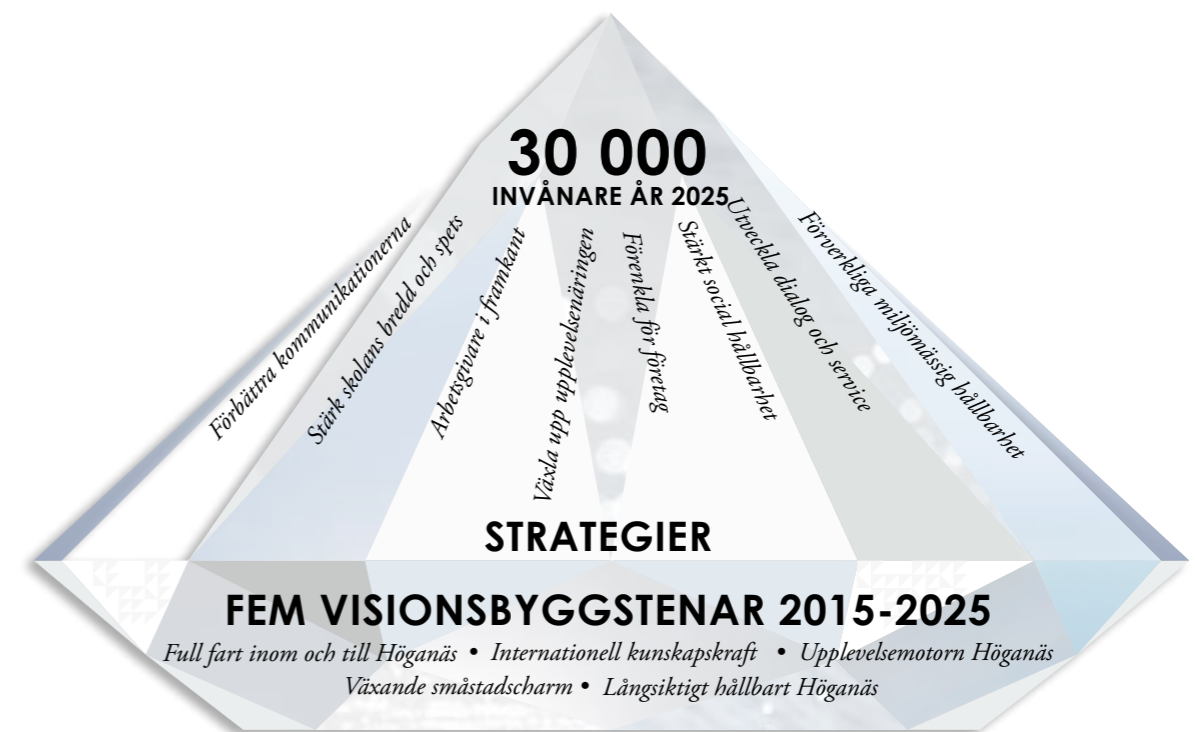 30 000
INVÅNARE ÅR 2025
Förbättra kommunikationerna
Stärk skolans bredd och spets
Arbetsgivare i framkant
Växla upp upplevelsenäringen
Förenkla för företag
Stärkt social hållbarhet
Utveckla dialog och service
Förverkliga miljömässig hållbarhet
STRATEGIER
FEM VISIONSBYGGSTENAR 2015-2025
Full fart inom och till Höganäs • Internationell kunskapskraft • Upplevelsemotorn Höganäs
Växande småstadscharm • Långsiktigt hållbart Höganäs